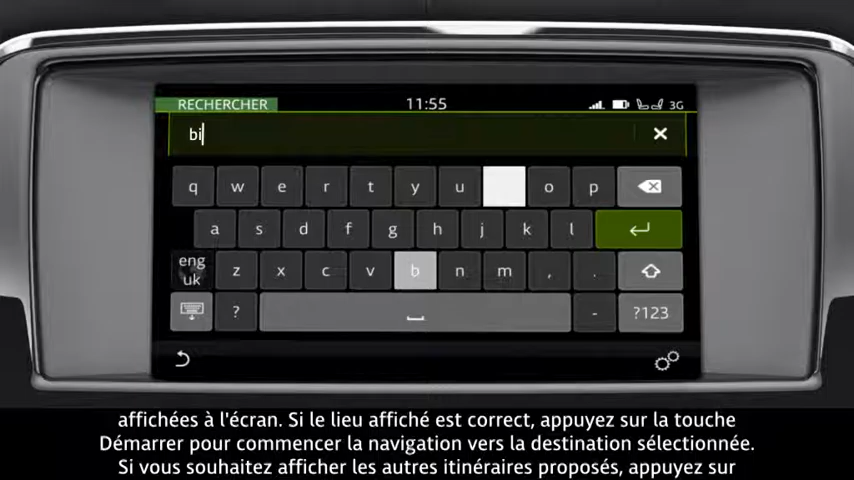 RECHERCHER 11:55 3G
bi
q w e r t y u o p
a s d f g h j k l
eng uk z x c v b n m , .
? - ?123
affichées à l'écran. Si le lieu affiché est correct, appuyez sur la touche
Démarrer pour commencer la navigation vers la destination sélectionnée.
Si vous souhaitez afficher les autres itinéraires proposés, appuyez sur